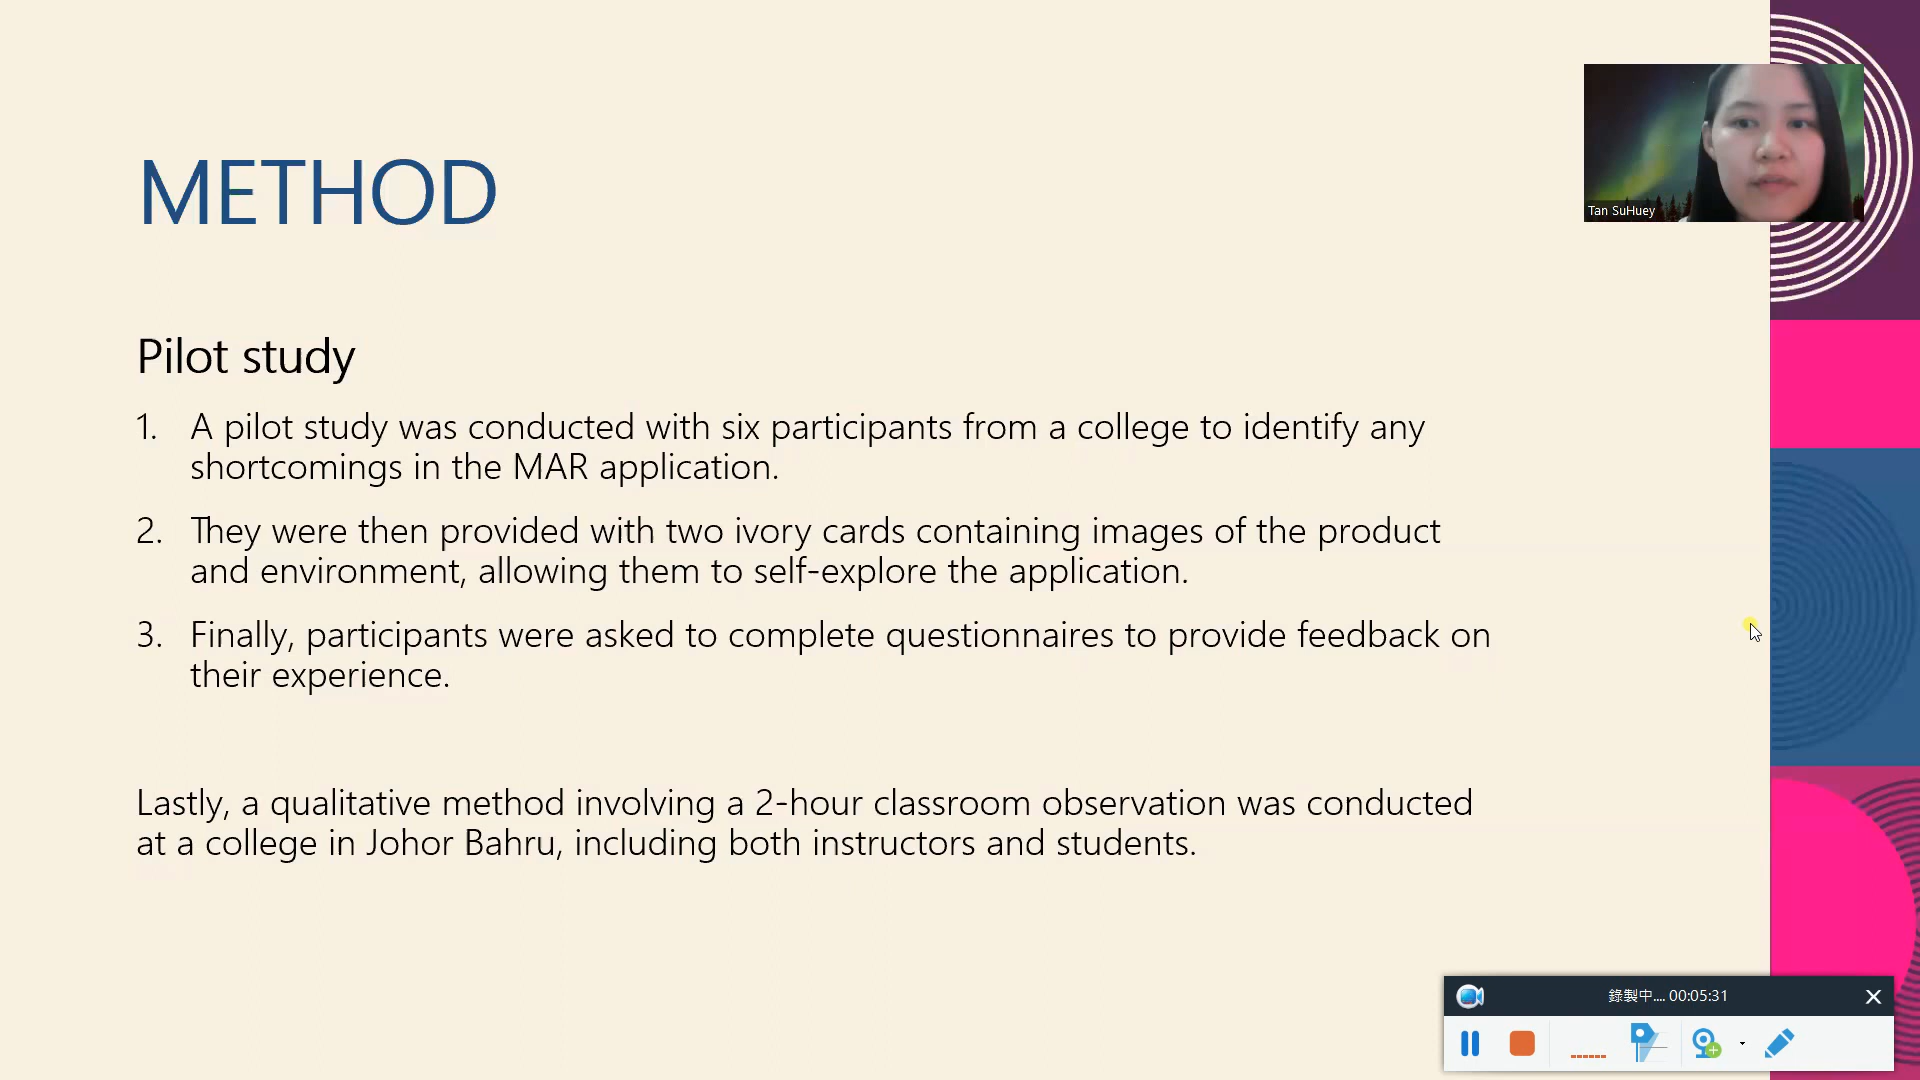 METHOD
Tan SuHuey
Pilot study
1. A pilot study was conducted with six participants from a college to identify any
shortcomings in the MAR application.
2. They were then provided with two ivory cards containing images of the product
and environment, allowing them to self-explore the application.
3. Finally, participants were asked to complete questionnaires to provide feedback on
their experience.
Lastly, a qualitative method involving a 2-hour classroom observation was conducted
at a college in Johor Bahru, including both instructors and students.
錄製中.... 00:05:31